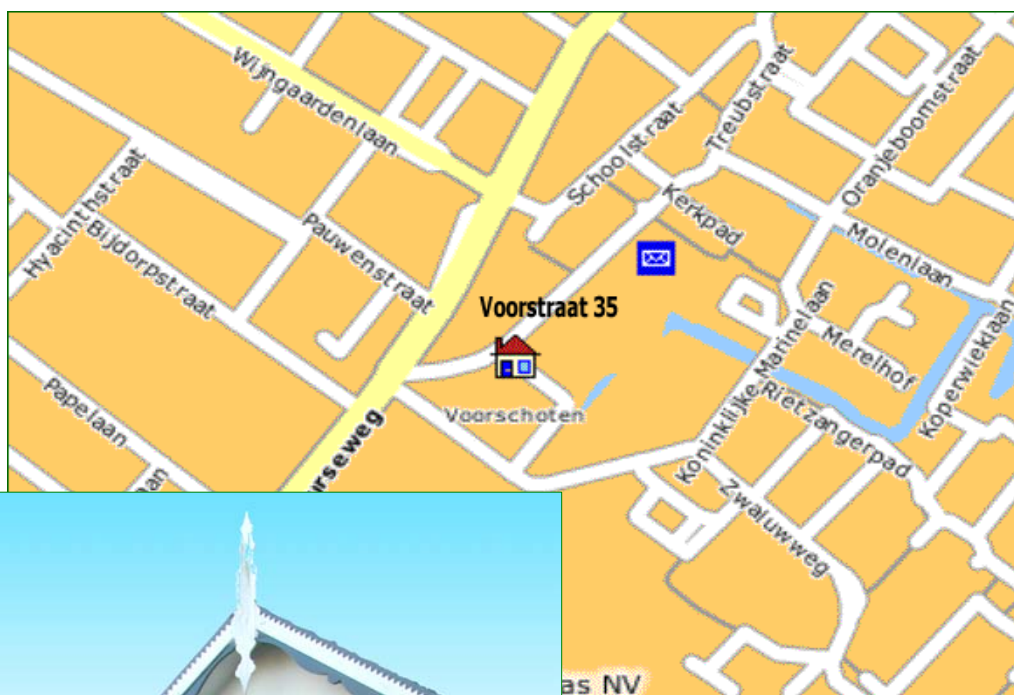 Wijngaardenlaan
Treubstraat
Oranjeboomstraat
Schoolstraat
Hyacinthstraat
Kerkpad
Bijdorpstraat
Pauwenstraat
Molenlaan
Voorstraat 35
Koninklijke Marinelaan
Merelhof
Koperwieklaan
Papelaan
Voorschoten
Rietzangerpad
Zwaluwweg
as NV